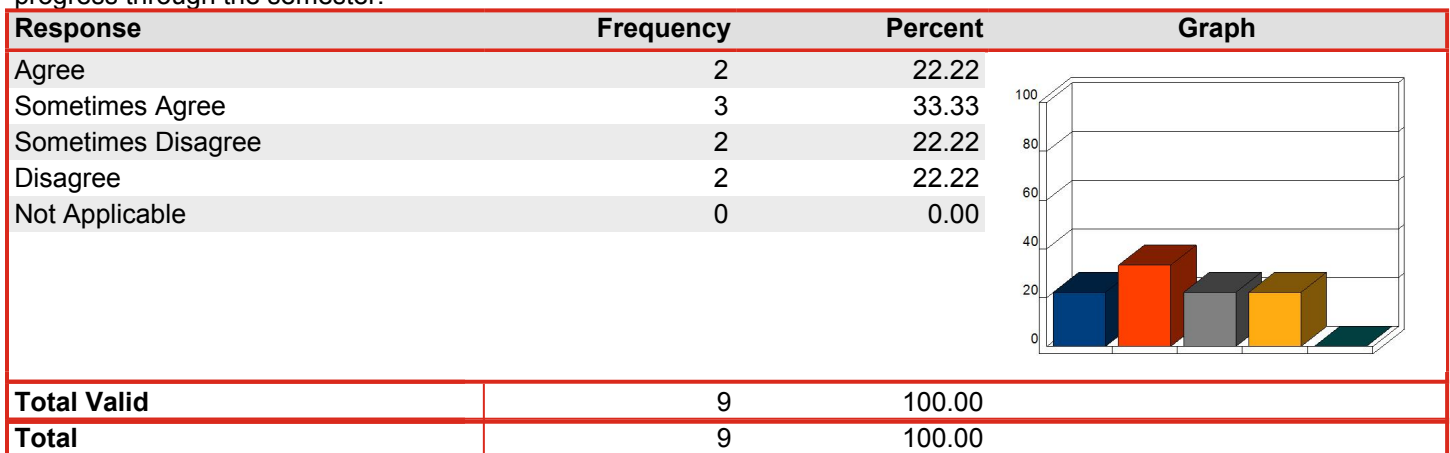 progress through the semester.
Response Frequency Percent Graph
Agree 2 22.22
Sometimes Agree 3 33.33
Sometimes Disagree 2 22.22
Disagree 2 22.22
Not Applicable 0 0.00
100
80
60
40
20
0
Total Valid 9 100.00
Total 9 100.00